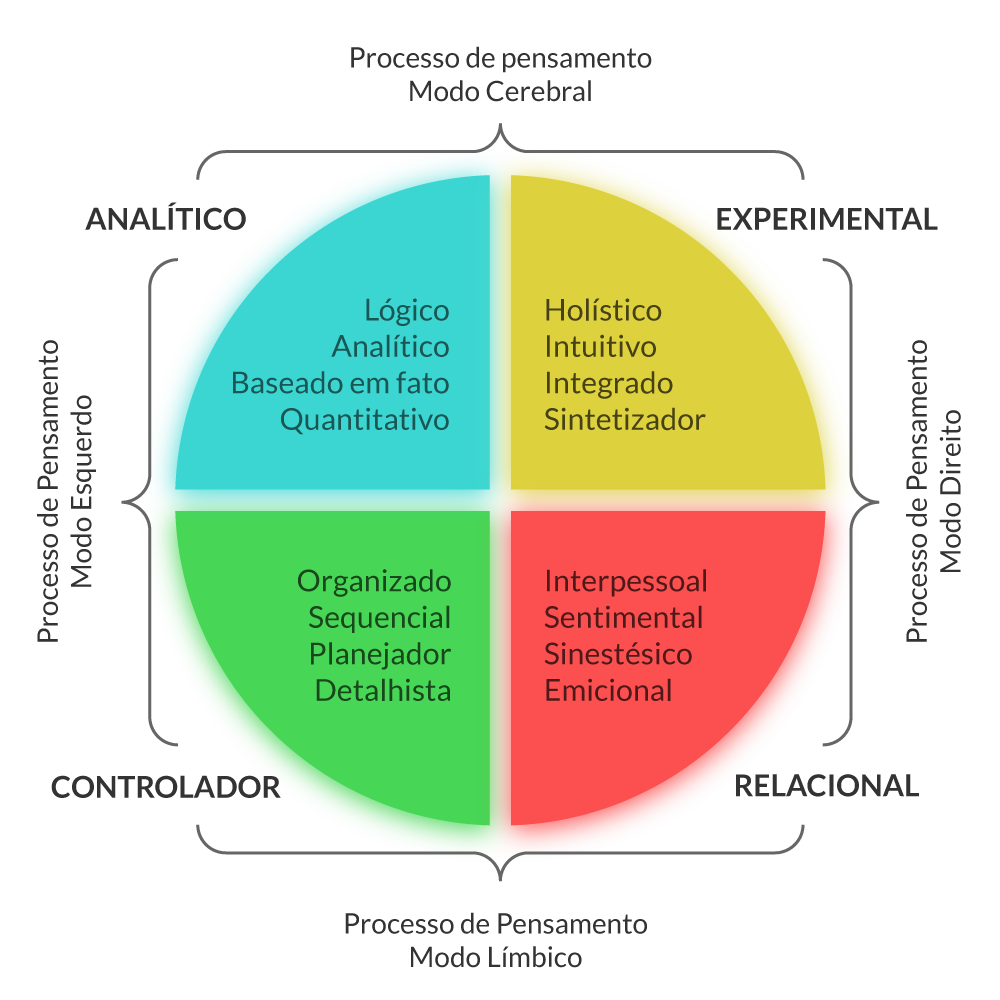 Processo de pensamento
Modo Cerebral
ANALÍTICO
EXPERIMENTAL
Lógico
Analítico
Baseado em fato
Quantitativo
Holístico
Intuitivo
Integrado
Sintetizador
Processo de Pensamento
Modo Esquerdo
Processo de Pensamento
Modo Direito
Organizado
Sequencial
Planejador
Detalhista
Interpessoal
Sentimental
Sinestésico
Emicional
CONTROLADOR
RELACIONAL
Processo de Pensamento
Modo Límbico